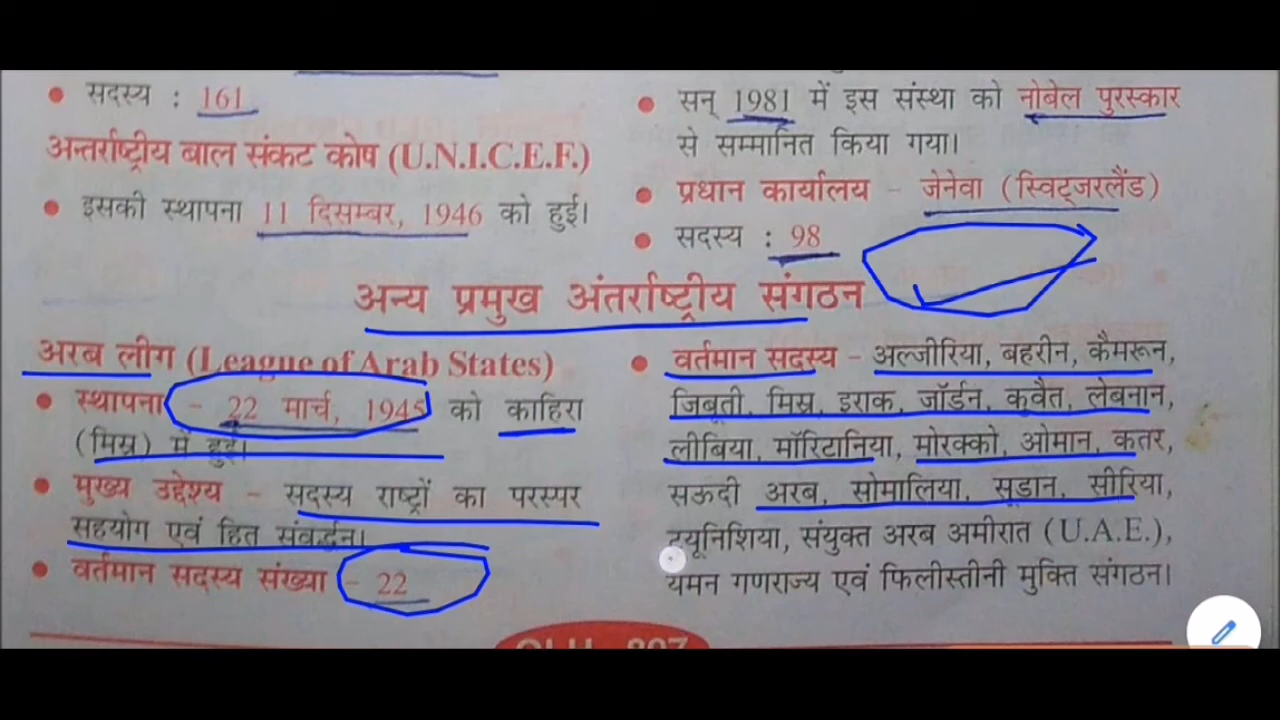 सदस्य : 161
अन्तर्राष्ट्रीय बाल संकट कोष (U.N.I.C.E.F.)
इसकी स्थापना 11 दिसम्बर, 1946 को हुई।
सन् 1981 में इस संस्था को नोबेल पुरस्कार
से सम्मानित किया गया।
प्रधान कार्यालय - जेनेवा (स्विट्जरलैंड)
सदस्य : 98
अन्य प्रमुख अंतर्राष्ट्रीय संगठन
अरब लीग (League of Arab States)
स्थापना - 22 मार्च, 1945 को काहिरा
(मिस्र) में हुई।
मुख्य उद्देश्य - सदस्य राष्ट्रों का परस्पर
सहयोग एवं हित संवर्द्धन।
वर्तमान सदस्य संख्या - 22
वर्तमान सदस्य - अल्जीरिया, बहरीन, कैमरून,
जिबूती, मिस्र, इराक, जॉर्डन, कुवैत, लेबनान,
लीबिया, मॉरिटानिया, मोरक्को, ओमान, कतर,
सऊदी अरब, सोमालिया, सूडान, सीरिया,
ट्यूनिशिया, संयुक्त अरब अमीरात (U.A.E.),
यमन गणराज्य एवं फिलीस्तीनी मुक्ति संगठन।